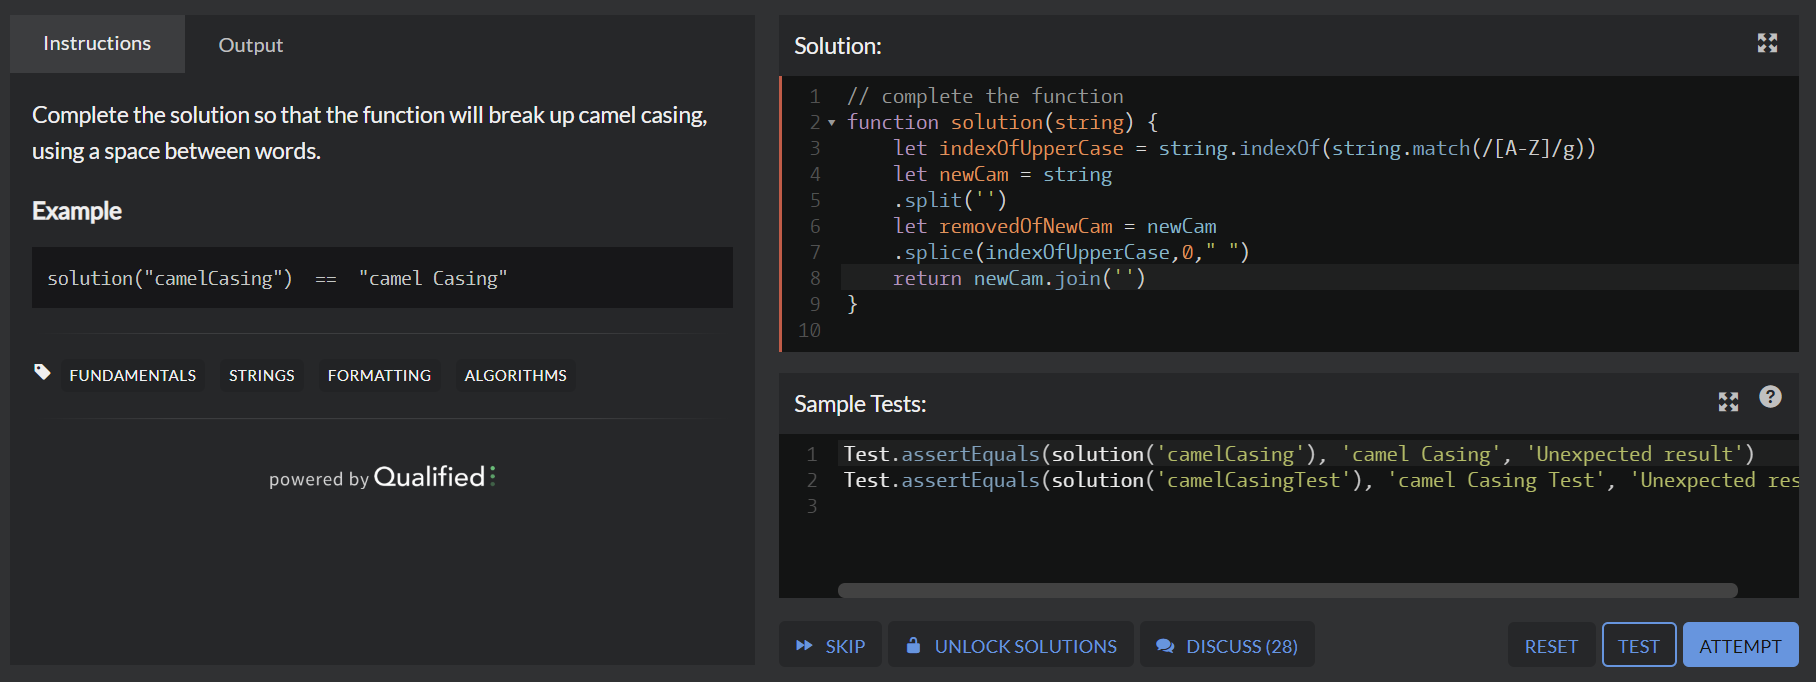 Instructions
Output
Complete the solution so that the function will break up camel casing,
using a space between words.
Example
solution("camelCasing")  ==  "camel Casing"
FUNDAMENTALS
STRINGS
FORMATTING
ALGORITHMS
powered by Qualified
Solution:
1 // complete the function
2 function solution(string) {
3     let indexOfUpperCase = string.indexOf(string.match(/[A-Z]/g))
4     let newCam = string
5     .split('')
6     let removedOfNewCam = newCam
7     .splice(indexOfUpperCase,0," ")
8     return newCam.join('')
9 }
10
Sample Tests:
1 Test.assertEquals(solution('camelCasing'), 'camel Casing', 'Unexpected result')
2 Test.assertEquals(solution('camelCasingTest'), 'camel Casing Test', 'Unexpected res
3
?
SKIP
UNLOCK SOLUTIONS
DISCUSS (28)
RESET
TEST
ATTEMPT